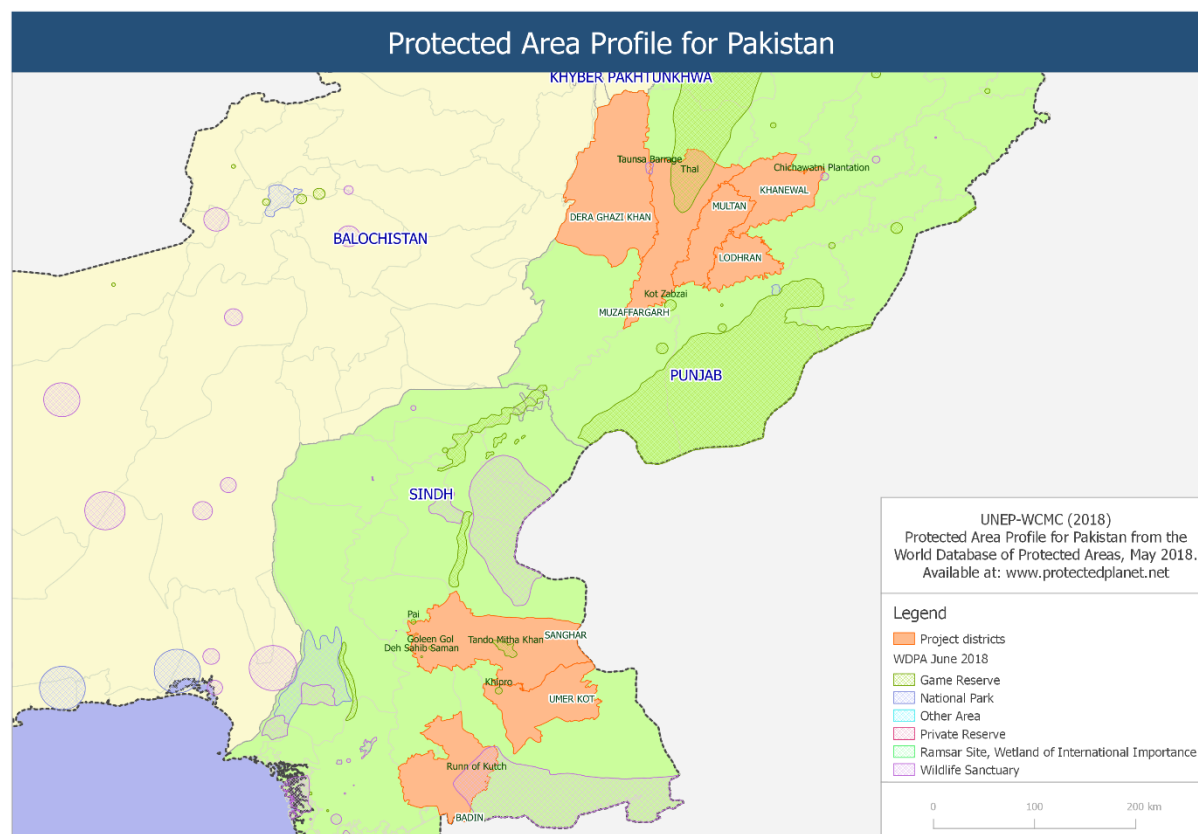 Protected Area Profile for Pakistan
KHYBER PAKHTUNKHWA
Taunsa Barrage
Thal
Chichawatni Plantation
KHANEWAL
MULTAN
DERA GHAZI KHAN
BALOCHISTAN
LODHRAN
Kot Zabzai
MUZAFFARGARH
PUNJAB
SINDH
UNEP-WCMC (2018)
Protected Area Profile for Pakistan from the
World Database of Protected Areas, May 2018.
Available at: www.protectedplanet.net
Legend
Project districts
WDPA June 2018
Game Reserve
National Park
Other Area
Private Reserve
Ramsar Site, Wetland of International Importance
Wildlife Sanctuary
0 100 200 km
Pai
Goleen Gol
Tando Mitha Khan
SANGHAR
Deh Sahib Saman
Khipro
UMER KOT
Runn of Kutch
BADIN